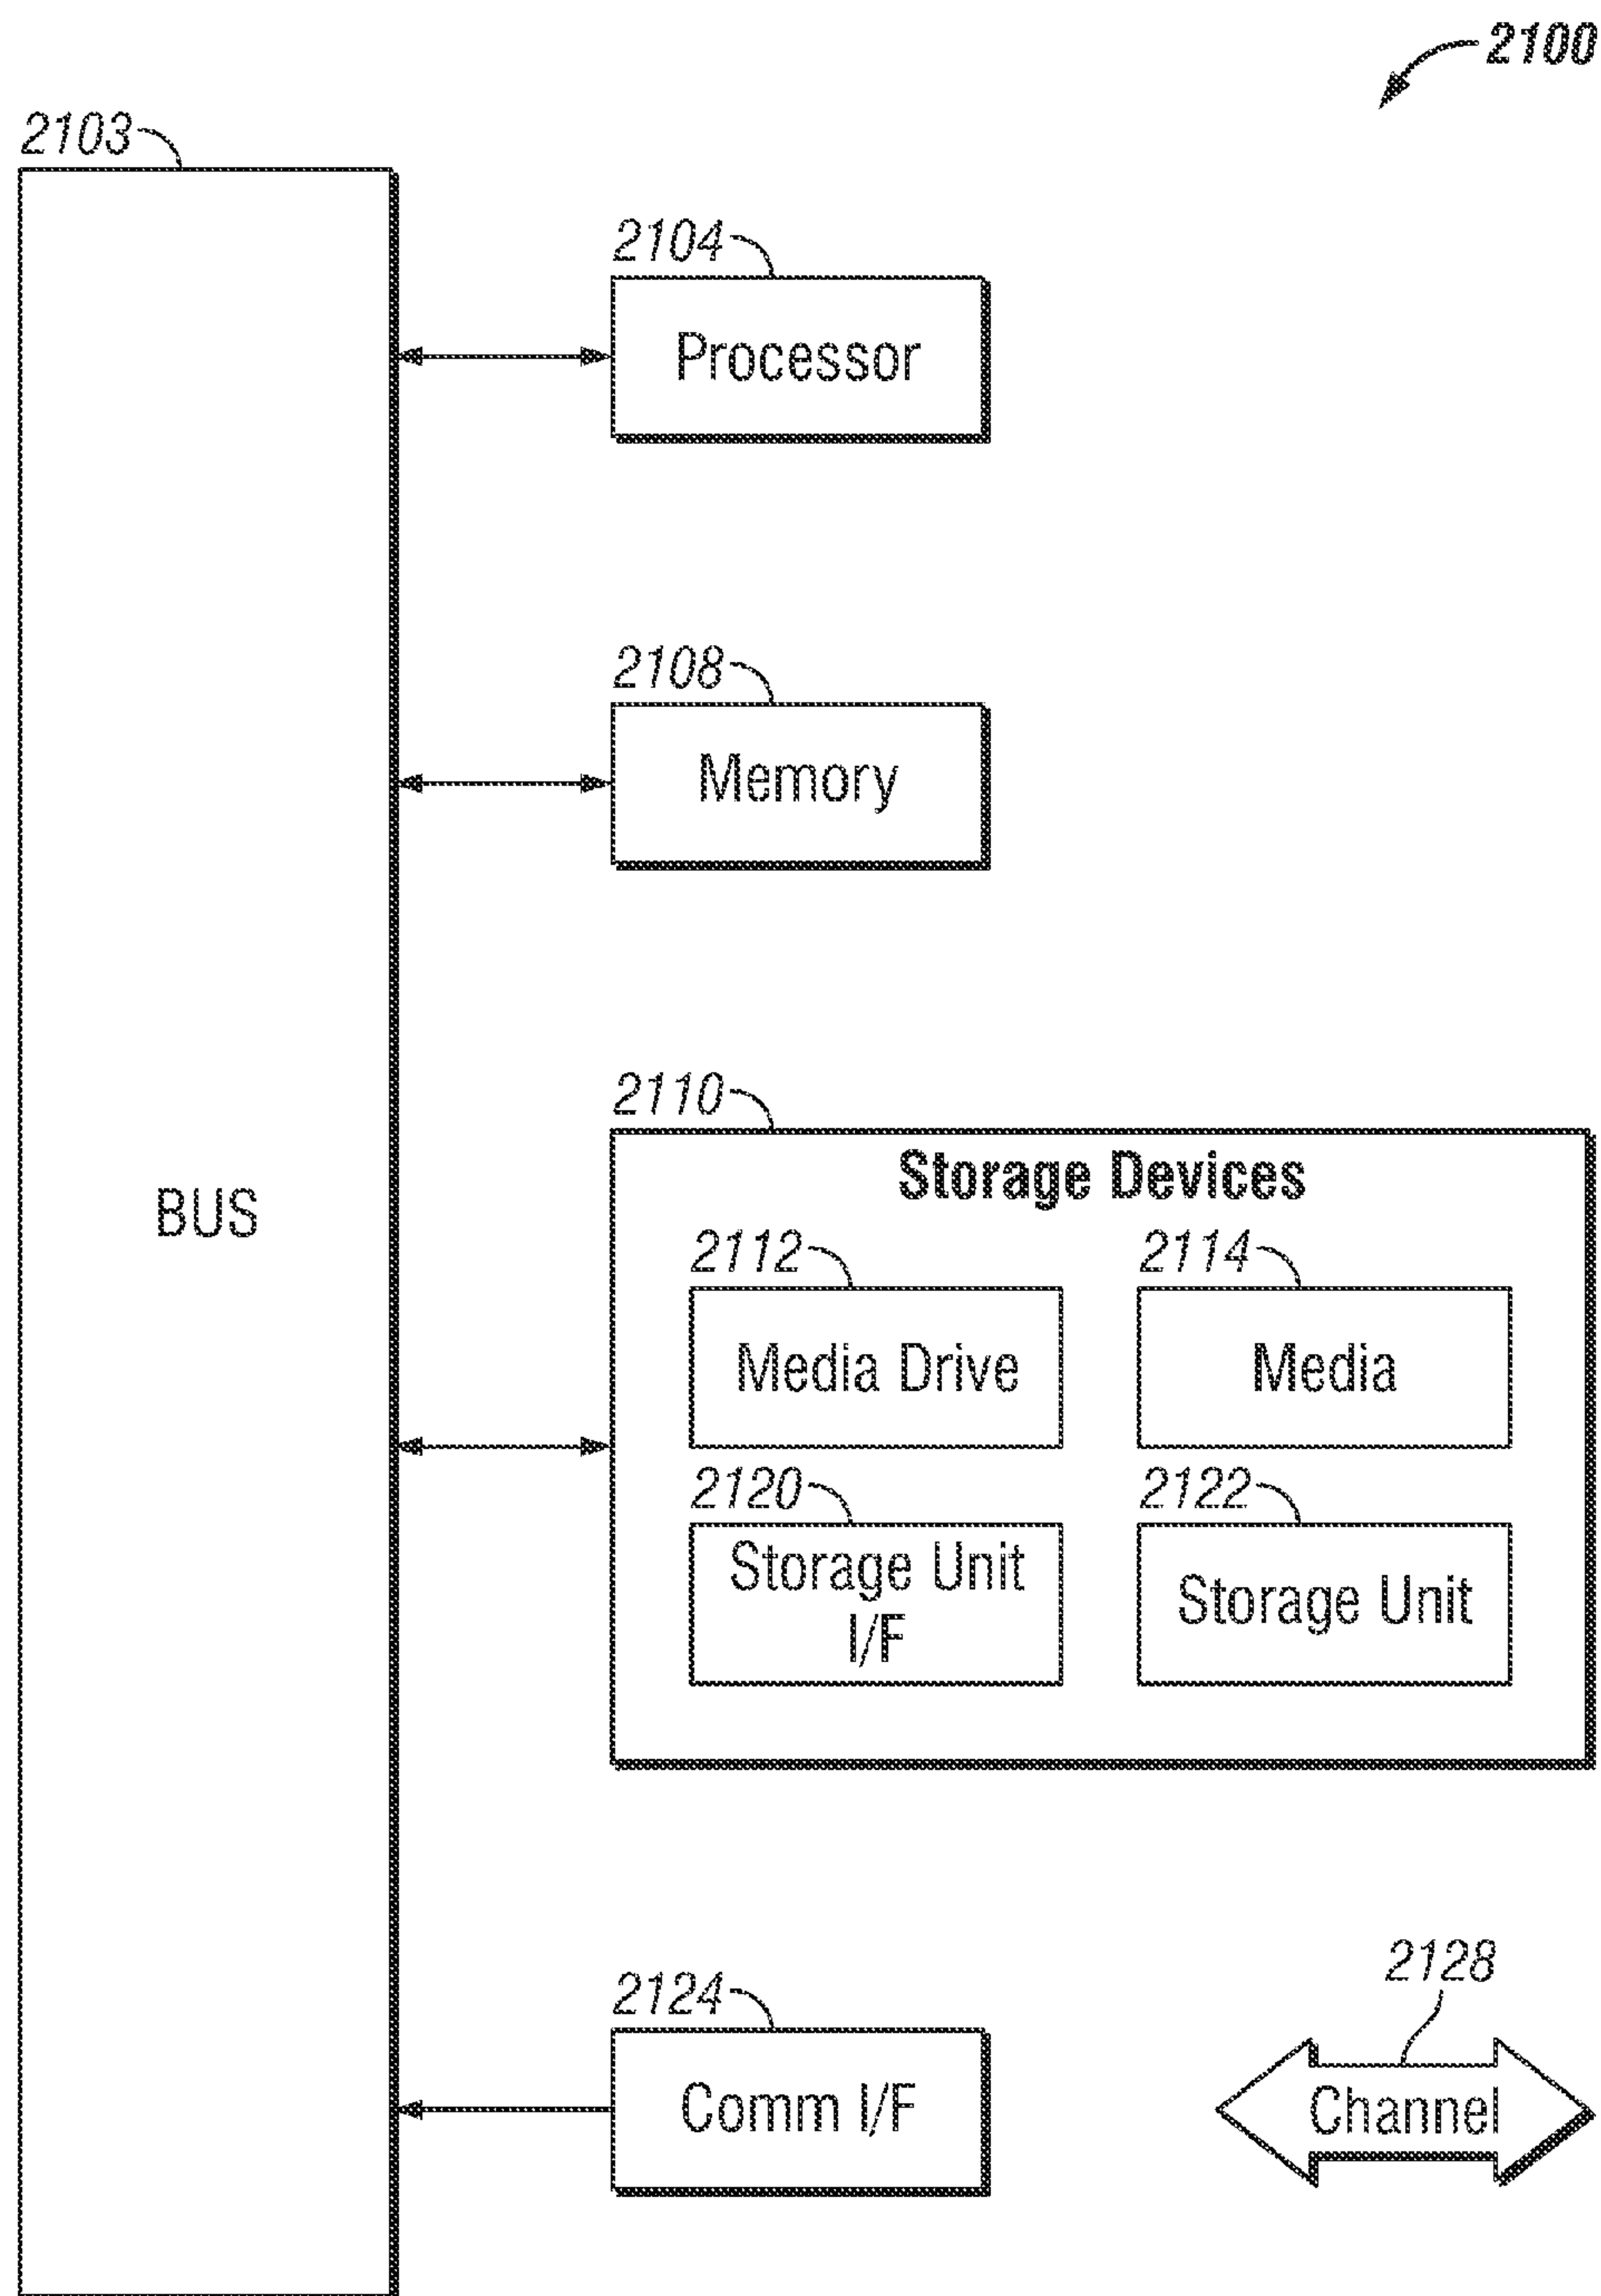 2100
2103
2104
Processor
2108
Memory
2110
Storage Devices
BUS
2112
2114
Media Drive
Media
2120
2122
Storage Unit
I/F
Storage Unit
2128
2124
Comm I/F
Channel